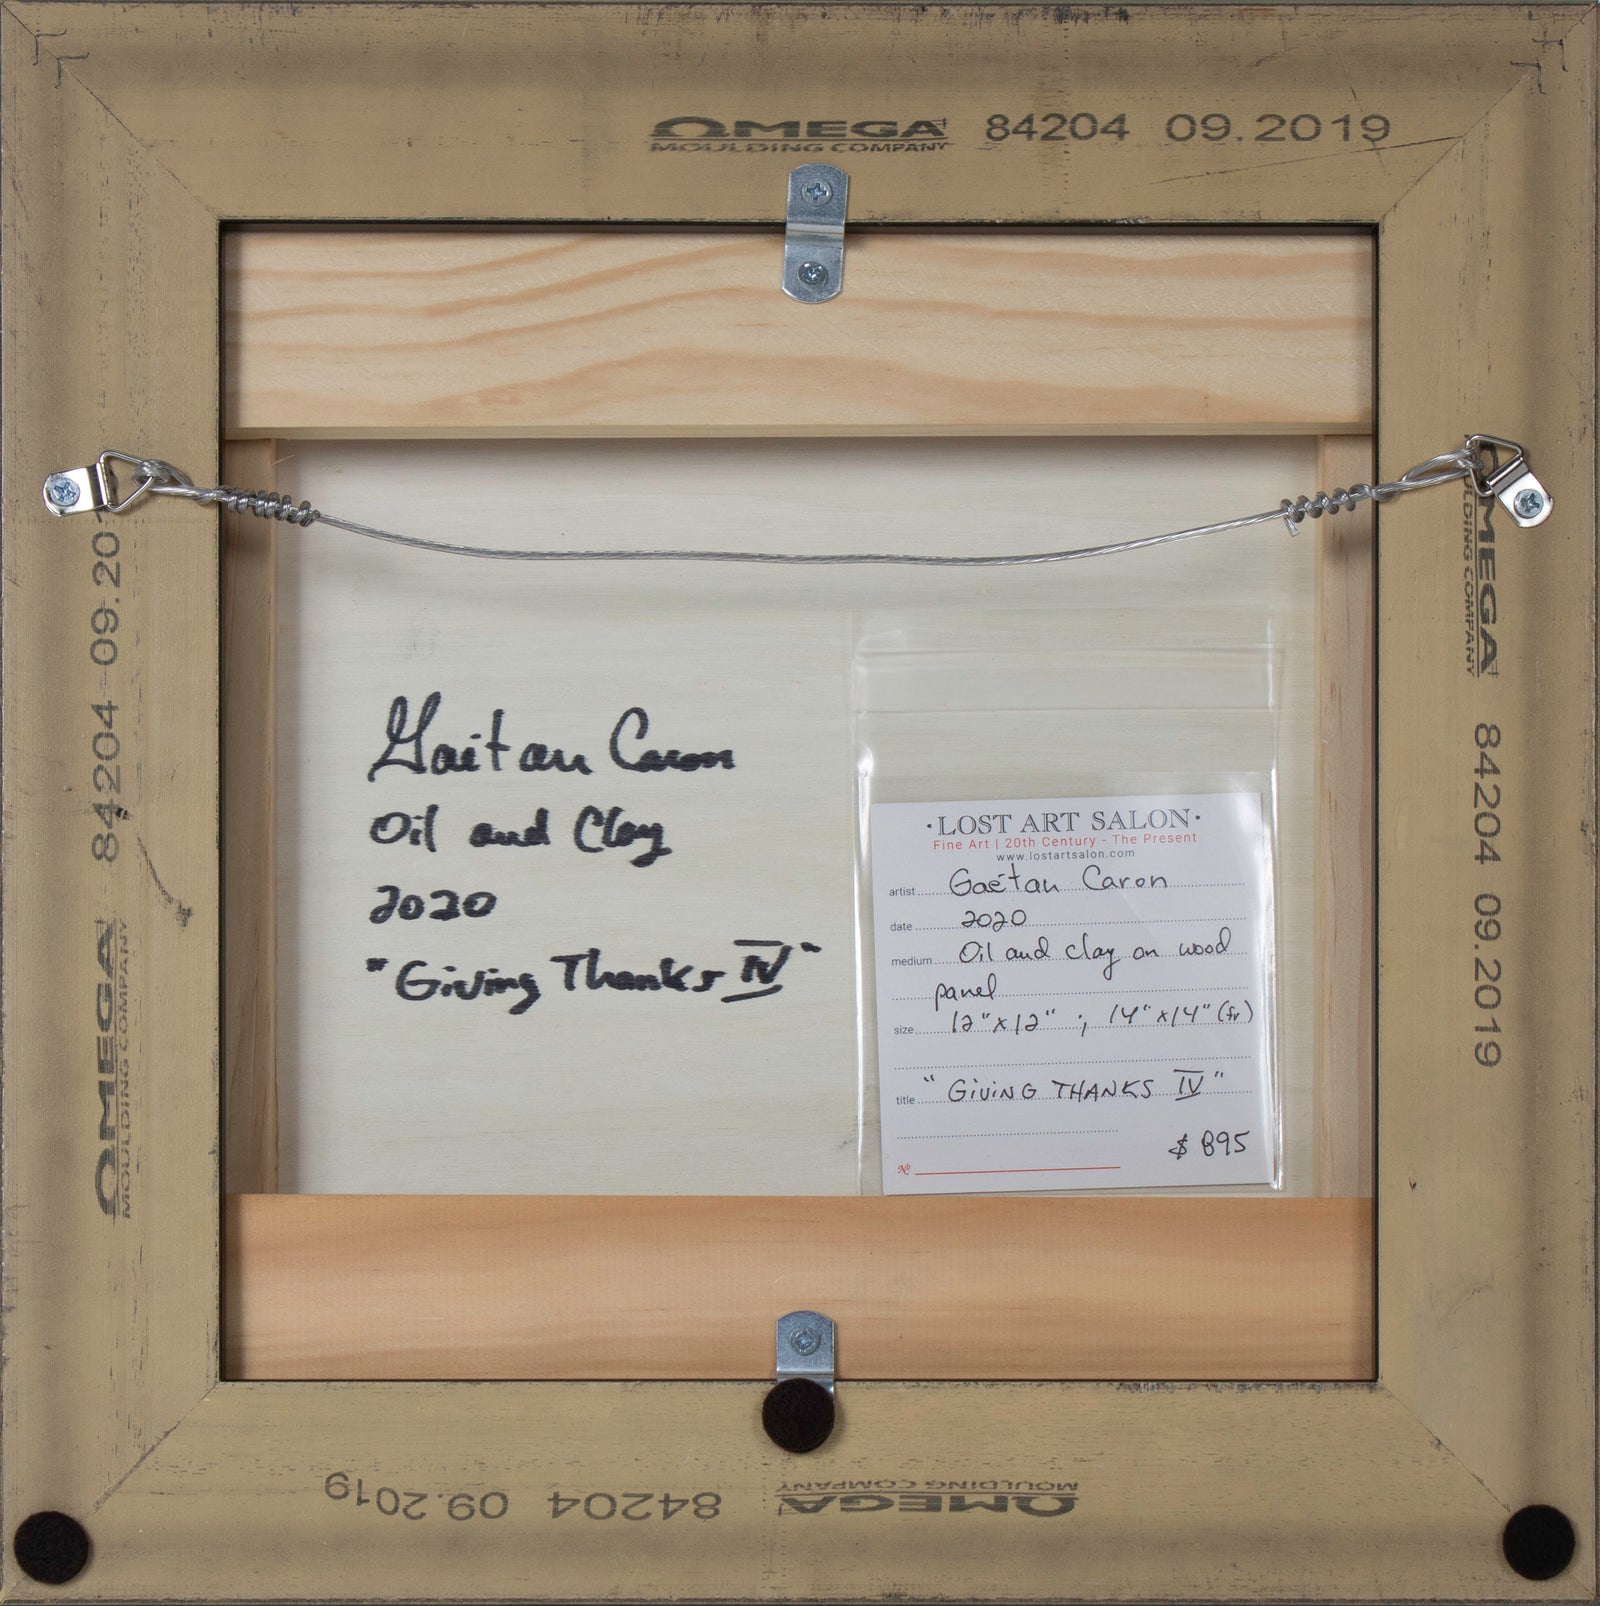 OMEGA 84204 09.2019
MOULDING COMPANY
OMEGA 84204 09.201
MOULDING COMPANY
OMEGA 84204 09.2019
MOULDING COMPANY
Gaétan Caron
Oil and Clay
2020
"Giving Thanks IV"
·LOST ART SALON·
Fine Art | 20th Century - The Present
www.lostartsalon.com
artist Gaétan Caron
date 2020
medium Oil and clay on wood
panel
size 12"x12" ; 14"x14" (fr)
title "GIVING THANKS IV"
$ 895
Nº
OMEGA 84204 09.2019
MOULDING COMPANY